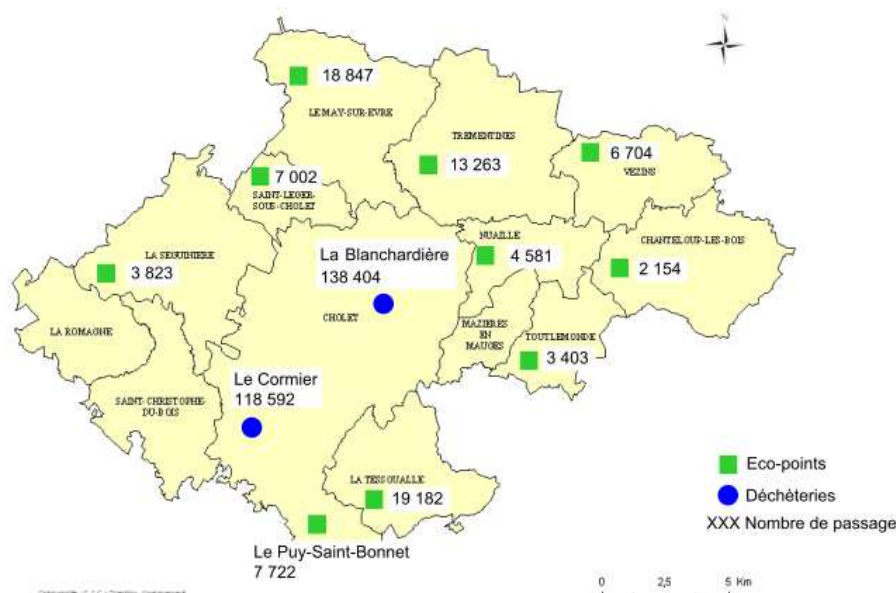 N
18 847
LE MAY-SUR-EVRE
TREMENTINES
13 263
6 704
VEZINS
7 002
SAINT-LEGER-
SOUS-CHOLET
LA SEGUINIERE
3 823
La Blanchardière
138 404
CHOLET
NUAILLE
4 581
CHANTELOUP-LES-BOIS
2 154
LA ROMAGNE
MAZIERES
EN
MAUGES
TOUTLEMONDE
3 403
SAINT-CHRISTOPHE-
DU-BOIS
Le Cormier
118 592
LA TESSOUALLE
19 182
Le Puy-Saint-Bonnet
7 722
Eco-points
Déchèteries
XXX Nombre de passage
0 2,5 5 Km